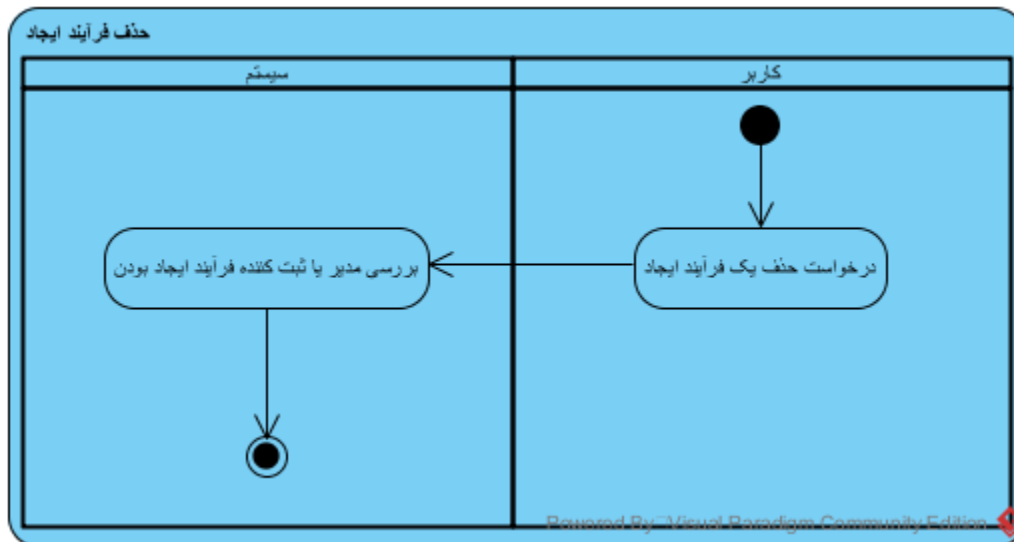 حذف فرآیند ایجاد
کاربر
سیستم
درخواست حذف یک فرآیند ایجاد
بررسی مدیر یا ثبت کننده فرآیند ایجاد بودن
Powered By Visual Paradigm Community Edition